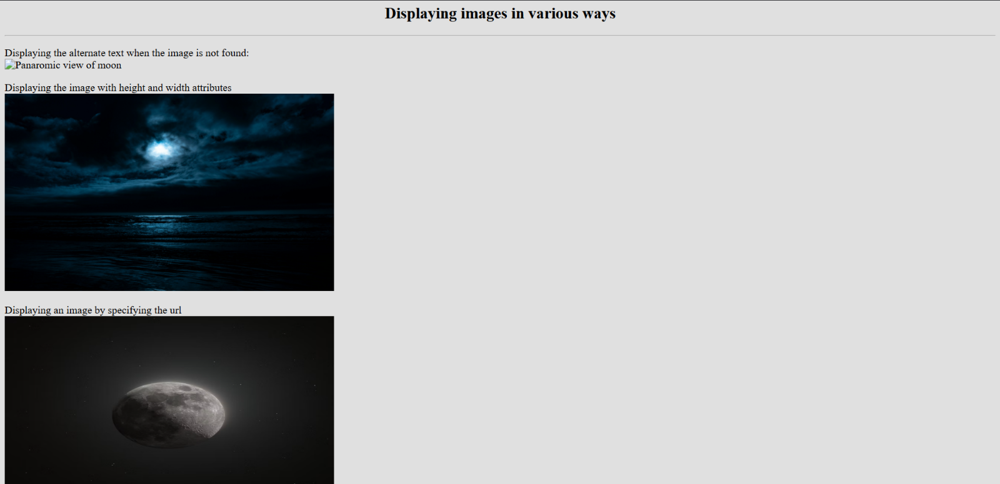 Displaying images in various ways
Displaying the alternate text when the image is not found:
Panaromic view of moon
Displaying the image with height and width attributes
Displaying an image by specifying the url